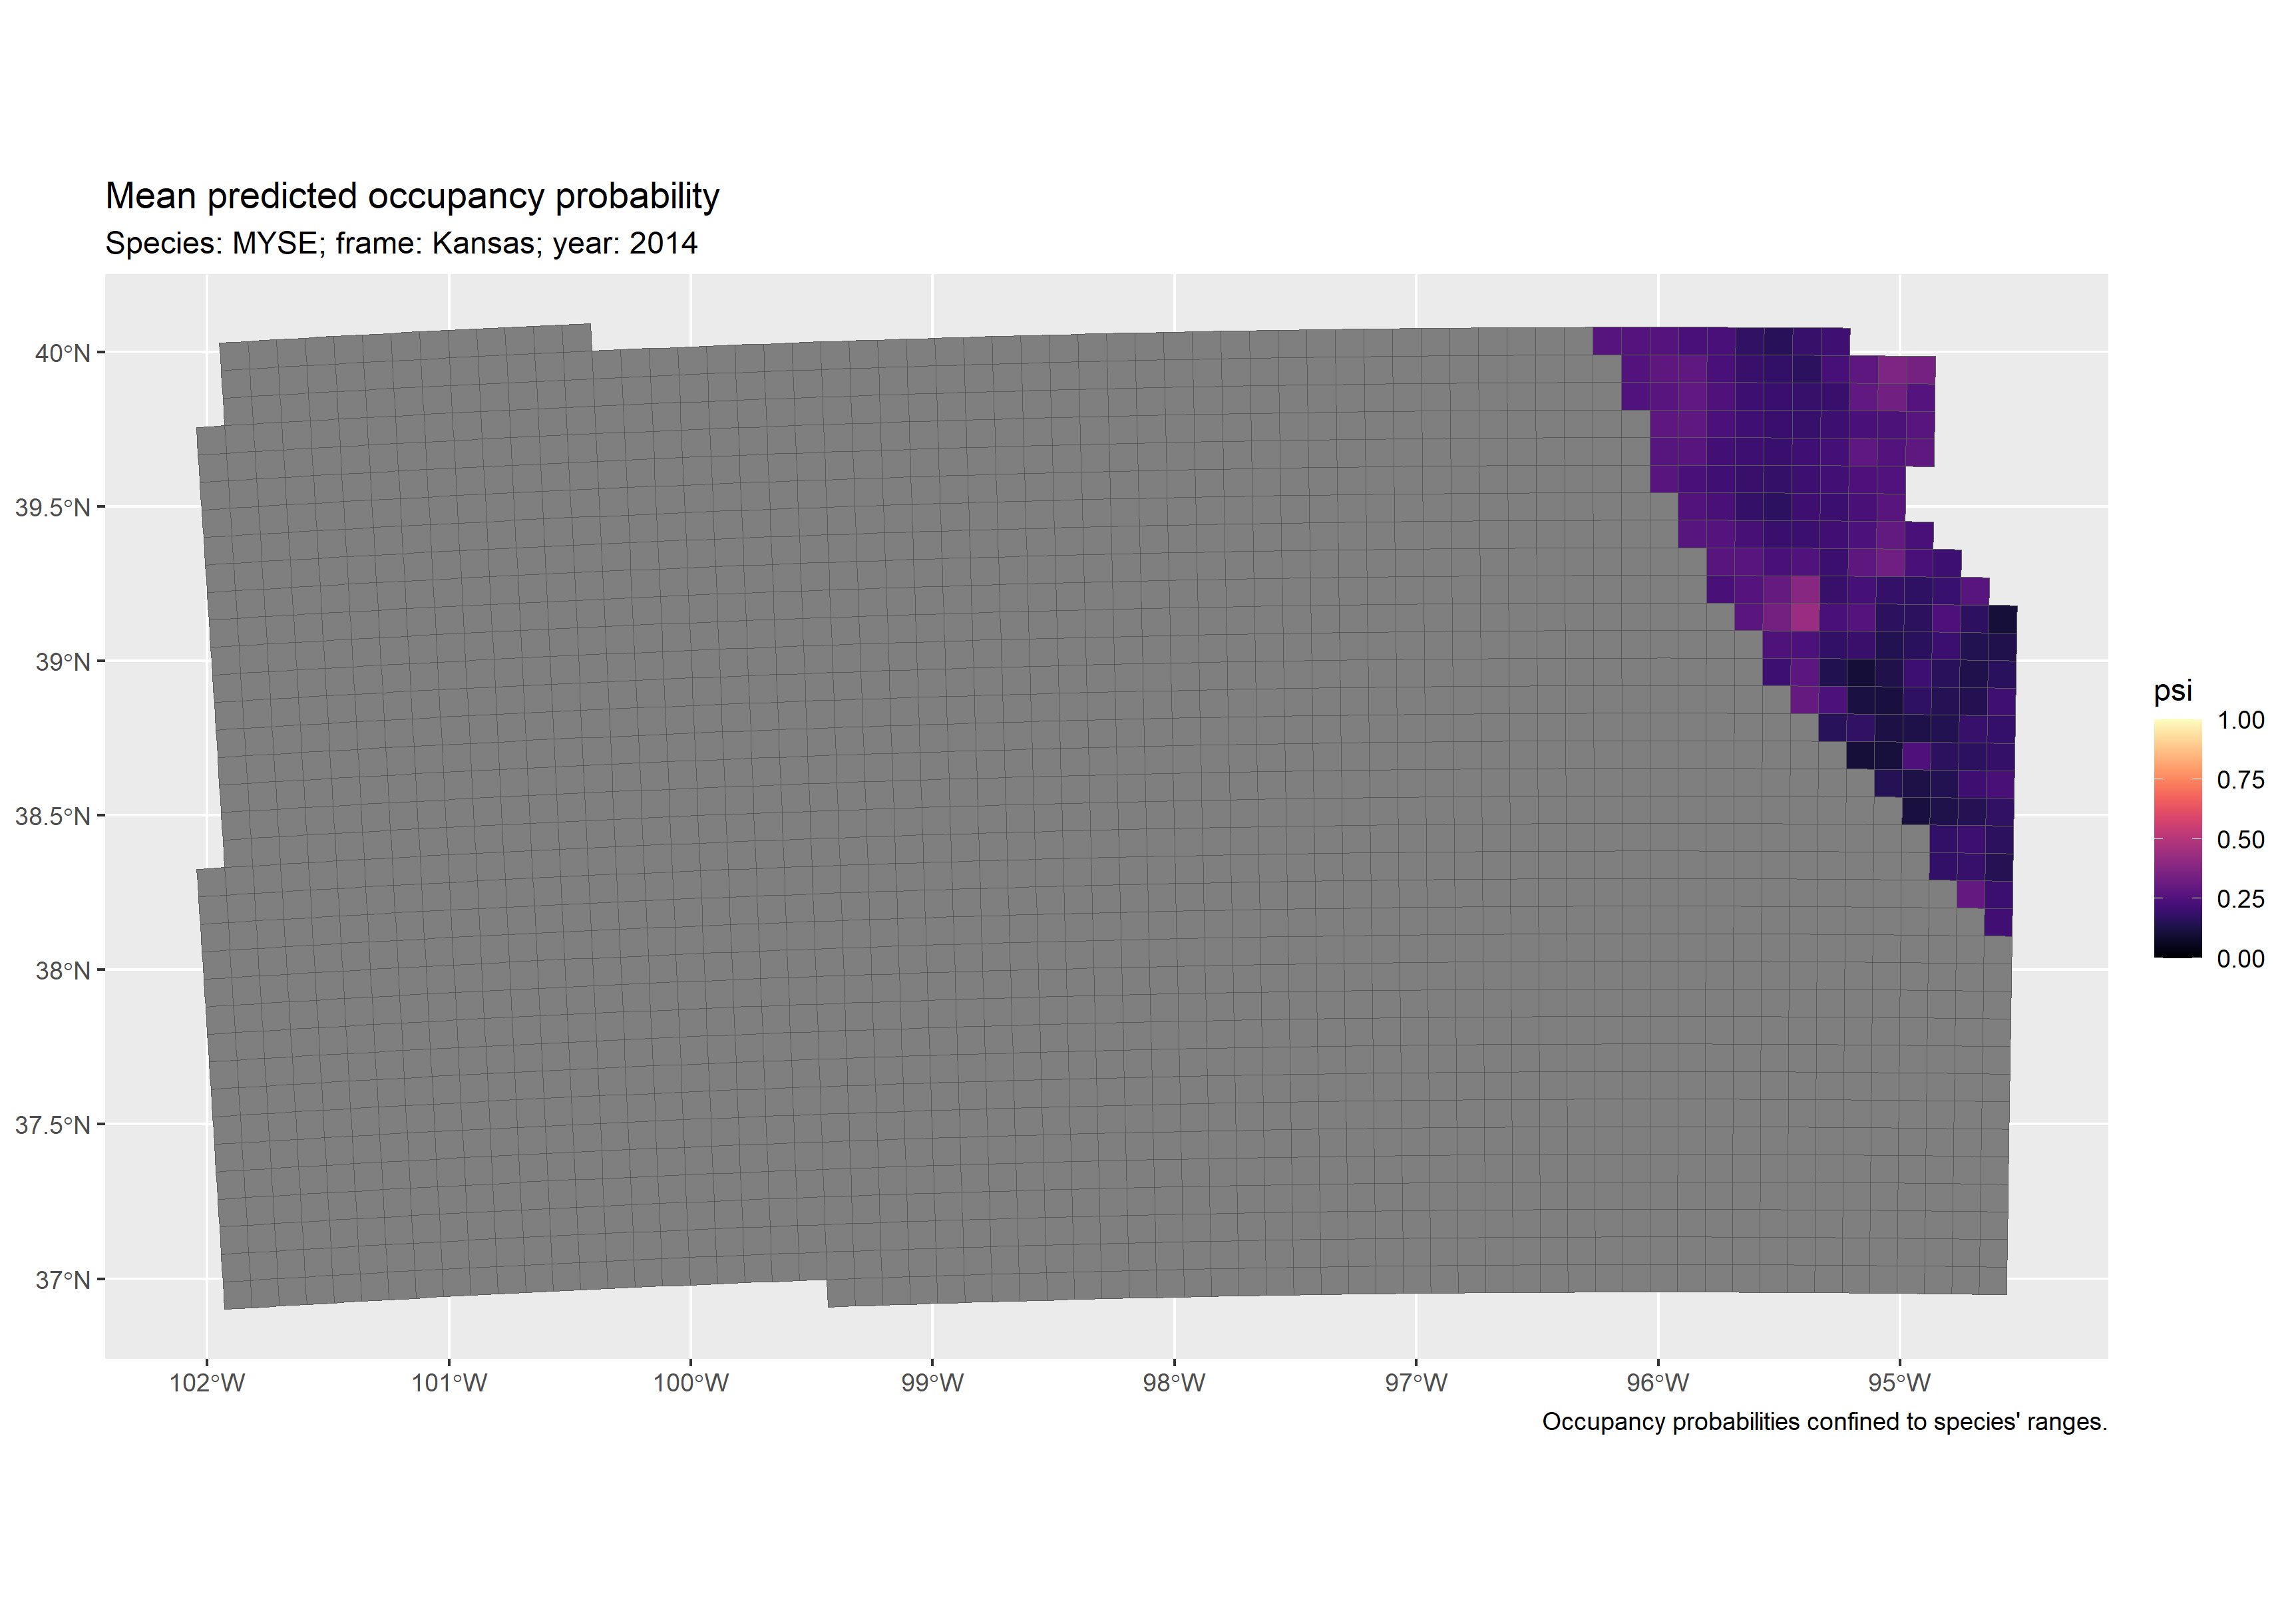 Mean predicted occupancy probability
Species: MYSE; frame: Kansas; year: 2014
40°N
39.5°N
39°N
38.5°N
38°N
37.5°N
37°N
102°W
101°W
100°W
99°W
98°W
97°W
96°W
95°W
psi
1.00
0.75
0.50
0.25
0.00
Occupancy probabilities confined to species' ranges.